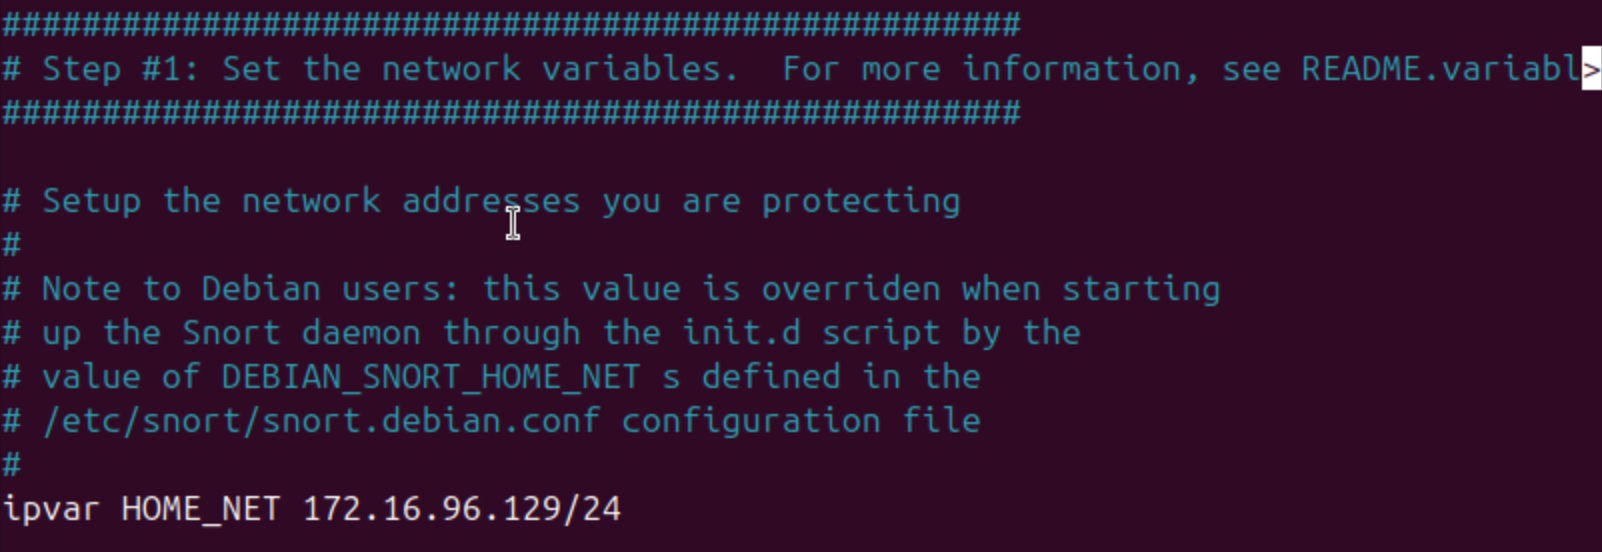 ###################################################
# Step #1: Set the network variables.  For more information, see README.variabl>
###################################################

# Setup the network addresses you are protecting
#
# Note to Debian users: this value is overriden when starting
# up the Snort daemon through the init.d script by the
# value of DEBIAN_SNORT_HOME_NET s defined in the
# /etc/snort/snort.debian.conf configuration file
#
ipvar HOME_NET 172.16.96.129/24